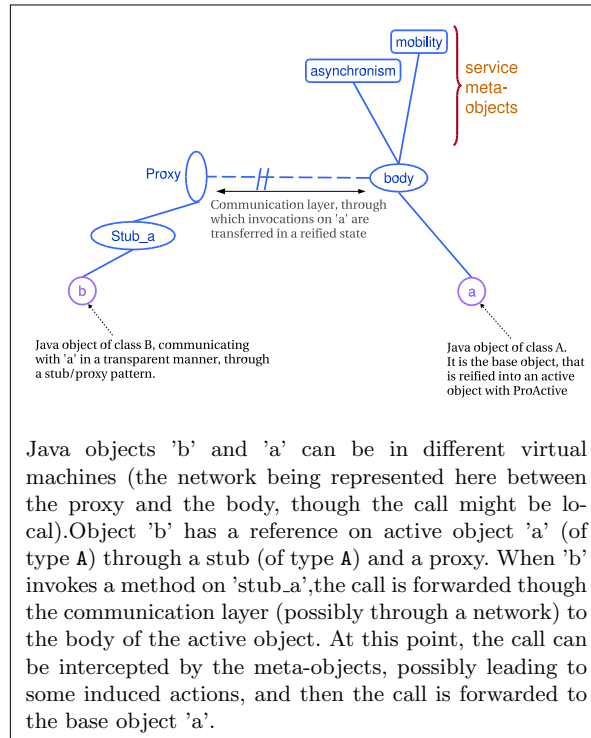 mobility
asynchronism
service
meta-
objects
Proxy
body
Communication layer, through
which invocations on 'a' are
transferred in a reified state
Stub_a
b
a
Java object of class B, communicating
with 'a' in a transparent manner, through
a stub/proxy pattern.
Java object of class A.
It is the base object, that
is reified into an active
object with ProActive
Java objects 'b' and 'a' can be in different virtual
machines (the network being represented here between
the proxy and the body, though the call might be lo-
cal).Object 'b' has a reference on active object 'a' (of
type A) through a stub (of type A) and a proxy. When 'b'
invokes a method on 'stub_a',the call is forwarded though
the communication layer (possibly through a network) to
the body of the active object. At this point, the call can
be intercepted by the meta-objects, possibly leading to
some induced actions, and then the call is forwarded to
the base object 'a'.